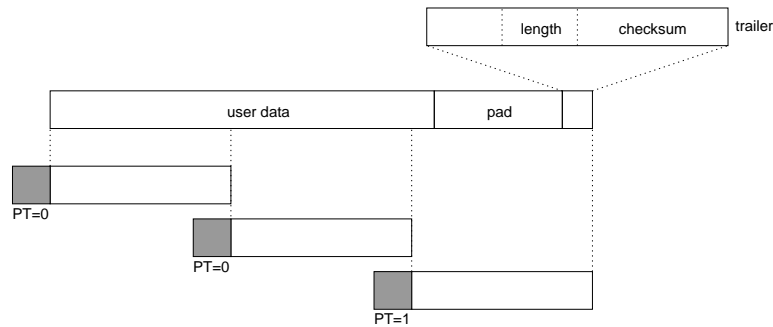 length checksum trailer
user data pad
PT=0
PT=0
PT=1